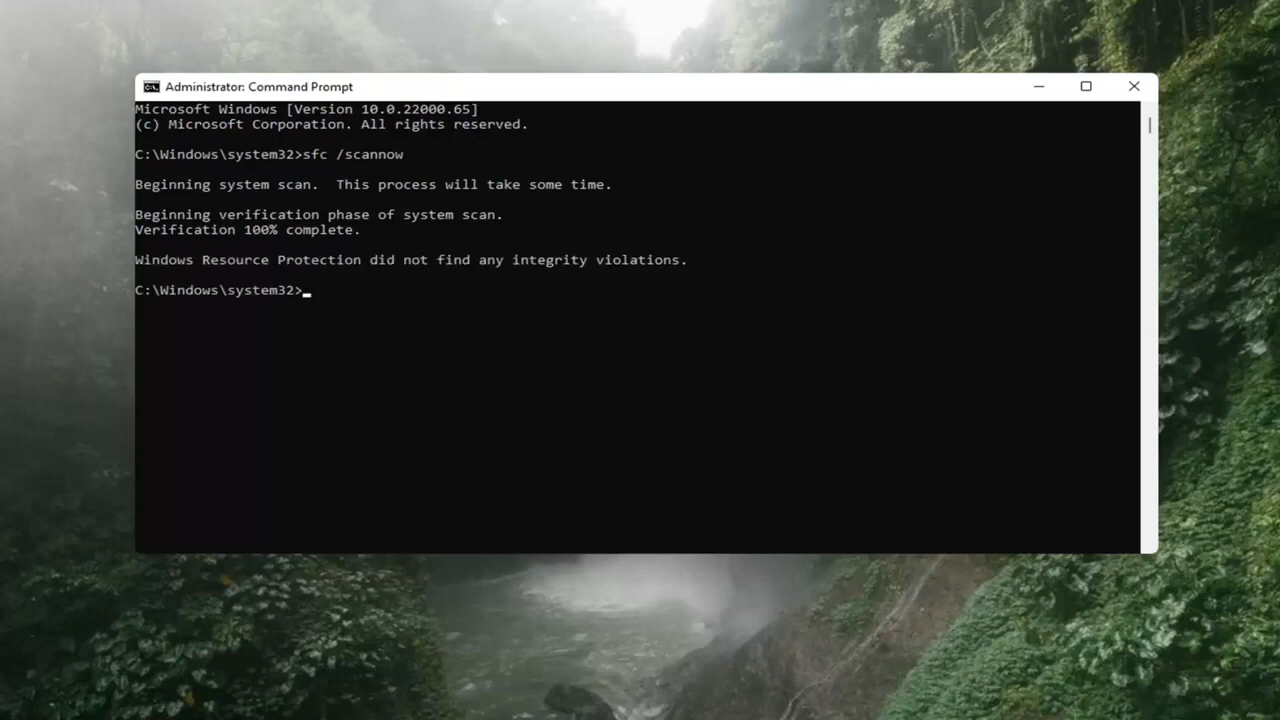 Administrator: Command Prompt
Microsoft Windows [Version 10.0.22000.65]
(c) Microsoft Corporation. All rights reserved.
C:\Windows\system32>sfc /scannow
Beginning system scan.  This process will take some time.
Beginning verification phase of system scan.
Verification 100% complete.
Windows Resource Protection did not find any integrity violations.
C:\Windows\system32>